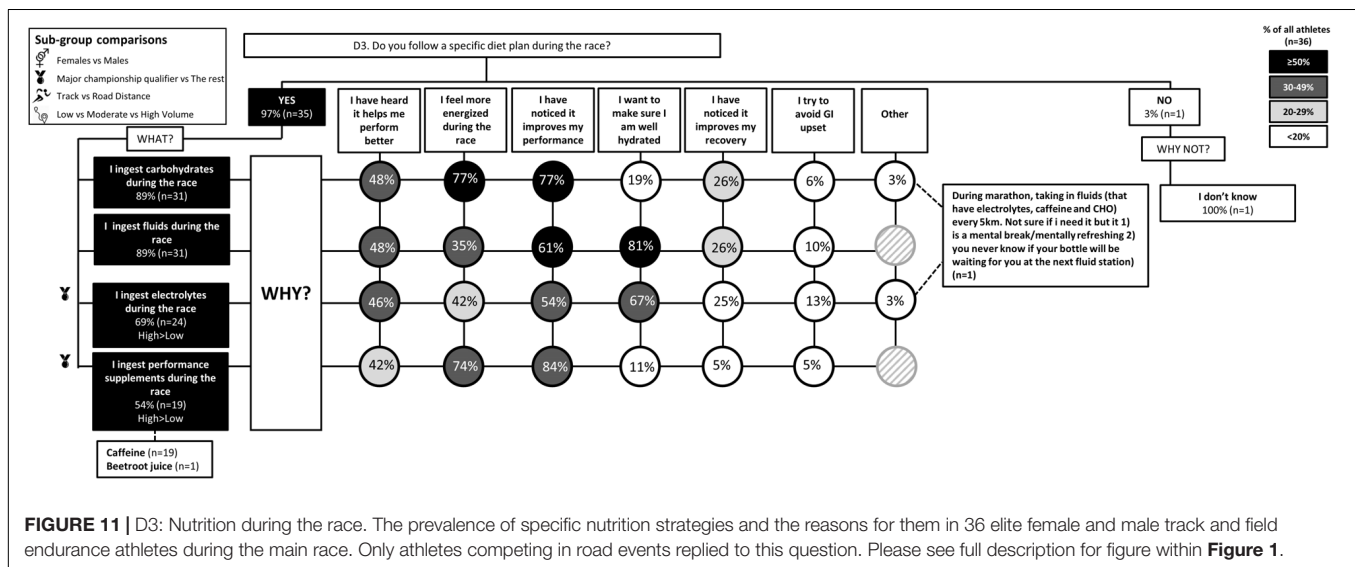 Sub-group comparisons
Females vs Males
Major championship qualifier vs The rest
Track vs Road Distance
Low vs Moderate vs High Volume
D3. Do you follow a specific diet plan during the race?
% of all athletes
(n=36)
≥50%
30-49%
20-29%
<20%
YES
97% (n=35)
NO
3% (n=1)
WHAT?
WHY NOT?
I don't know
100% (n=1)
I have heard
it helps me
perform
better
I feel more
energized
during the
race
I have
noticed it
improves my
performance
I want to
make sure I
am well
hydrated
I have
noticed it
improves my
recovery
I try to
avoid GI
upset
Other
WHY?
I ingest carbohydrates
during the race
89% (n=31)
48%
77%
77%
19%
26%
6%
3%
I ingest fluids during the
race
89% (n=31)
48%
35%
61%
81%
26%
10%
I ingest electrolytes
during the race
69% (n=24)
High>Low
46%
42%
54%
67%
25%
13%
3%
I ingest performance
supplements during the
race
54% (n=19)
High>Low
42%
74%
84%
11%
5%
5%
Caffeine (n=19)
Beetroot juice (n=1)
During marathon, taking in fluids (that
have electrolytes, caffeine and CHO)
every 5km. Not sure if i need it but it 1)
is a mental break/mentally refreshing 2)
you never know if your bottle will be
waiting for you at the next fluid station)
(n=1)
FIGURE 11 | D3: Nutrition during the race. The prevalence of specific nutrition strategies and the reasons for them in 36 elite female and male track and field
endurance athletes during the main race. Only athletes competing in road events replied to this question. Please see full description for figure within Figure 1.